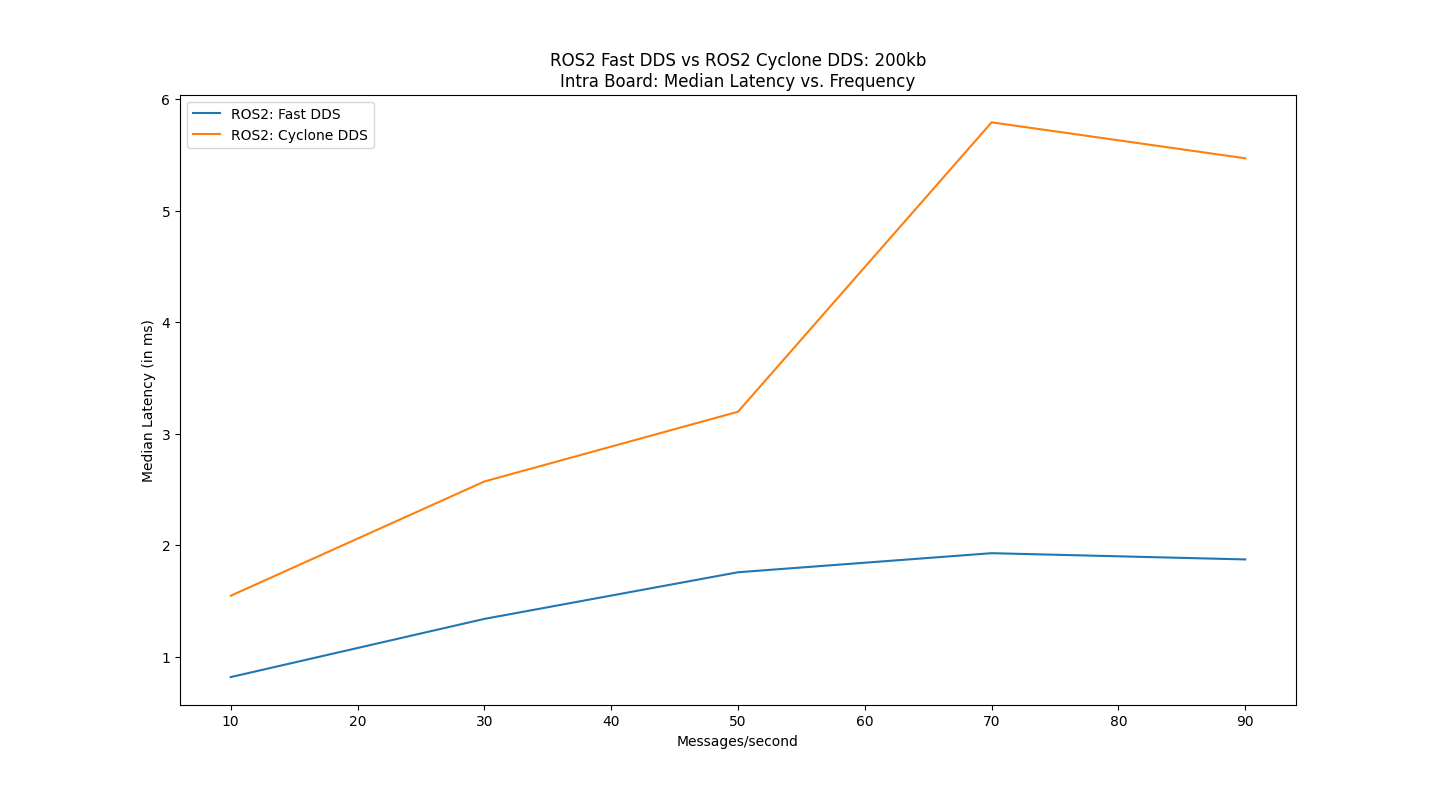 ROS2 Fast DDS vs ROS2 Cyclone DDS: 200kb
Intra Board: Median Latency vs. Frequency
ROS2: Fast DDS
ROS2: Cyclone DDS
Median Latency (in ms)
6
5
4
3
2
1
10 20 30 40 50 60 70 80 90
Messages/second